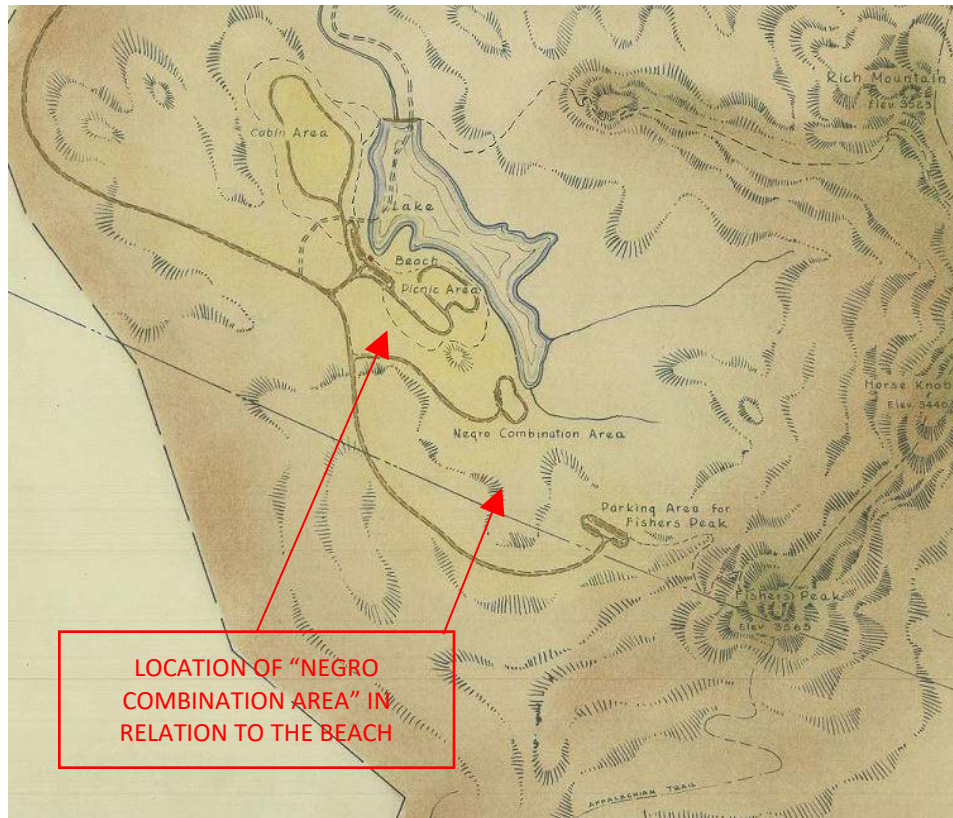 Rich Mountain
Elev. 3523
Cabin Area
Lake
Beach
Picnic Area
Horse Knob
Elev. 3440
Negro Combination Area
Parking Area for
Fishers Peak
Fishers Peak
Elev. 3565
LOCATION OF “NEGRO
COMBINATION AREA” IN
RELATION TO THE BEACH
APPALACHIAN TRAIL